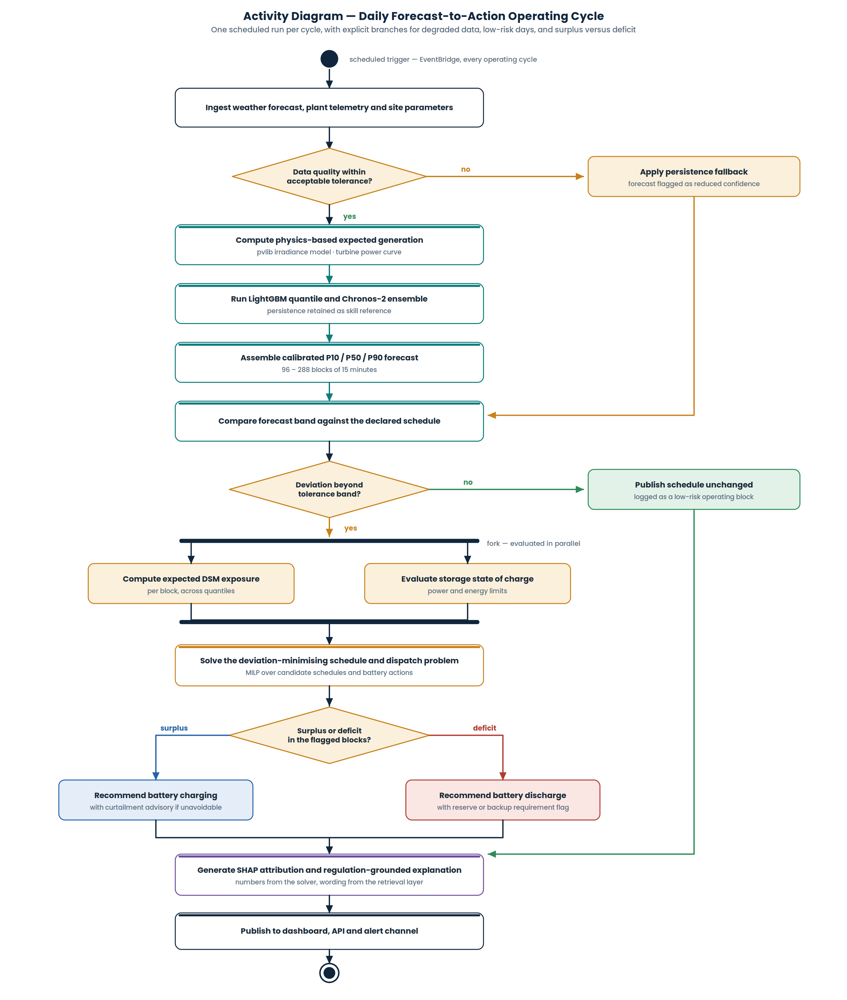 Activity Diagram — Daily Forecast-to-Action Operating Cycle
One scheduled run per cycle, with explicit branches for degraded data, low-risk days, and surplus versus deficit
scheduled trigger — EventBridge, every operating cycle
Ingest weather forecast, plant telemetry and site parameters
Data quality within
acceptable tolerance?
no
Apply persistence fallback
forecast flagged as reduced confidence
yes
Compute physics-based expected generation
pvlib irradiance model · turbine power curve
Run LightGBM quantile and Chronos-2 ensemble
persistence retained as skill reference
Assemble calibrated P10 / P50 / P90 forecast
96 – 288 blocks of 15 minutes
Compare forecast band against the declared schedule
Deviation beyond
tolerance band?
no
Publish schedule unchanged
logged as a low-risk operating block
yes
fork — evaluated in parallel
Compute expected DSM exposure
per block, across quantiles
Evaluate storage state of charge
power and energy limits
Solve the deviation-minimising schedule and dispatch problem
MILP over candidate schedules and battery actions
Surplus or deficit
in the flagged blocks?
surplus
deficit
Recommend battery charging
with curtailment advisory if unavoidable
Recommend battery discharge
with reserve or backup requirement flag
Generate SHAP attribution and regulation-grounded explanation
numbers from the solver, wording from the retrieval layer
Publish to dashboard, API and alert channel